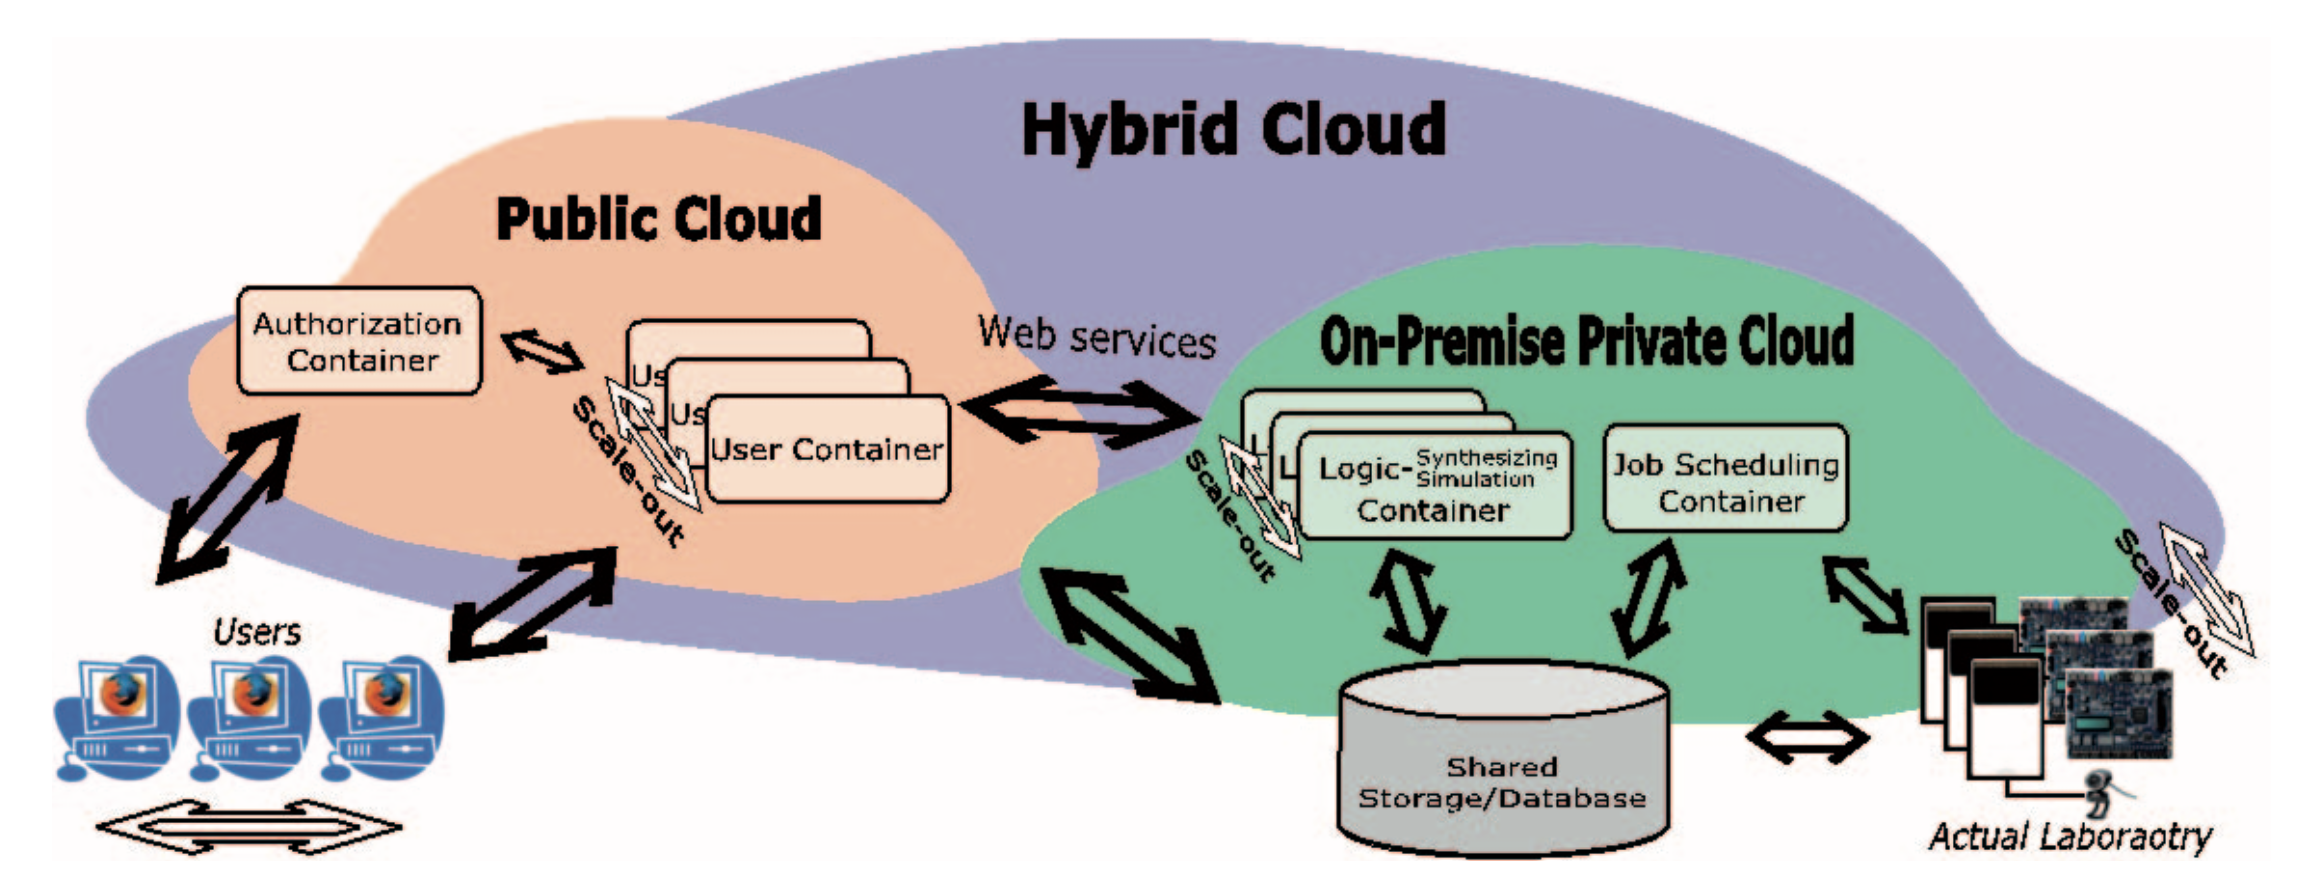 Hybrid Cloud
Public Cloud
Authorization
Container
Us
Us
User Container
Scale-out
Web services
On-Premise Private Cloud
L
L
Logic-Synthesizing
Simulation
Container
Scale-out
Job Scheduling
Container
Scale-out
Users
Shared
Storage/Database
Actual Laboraotry